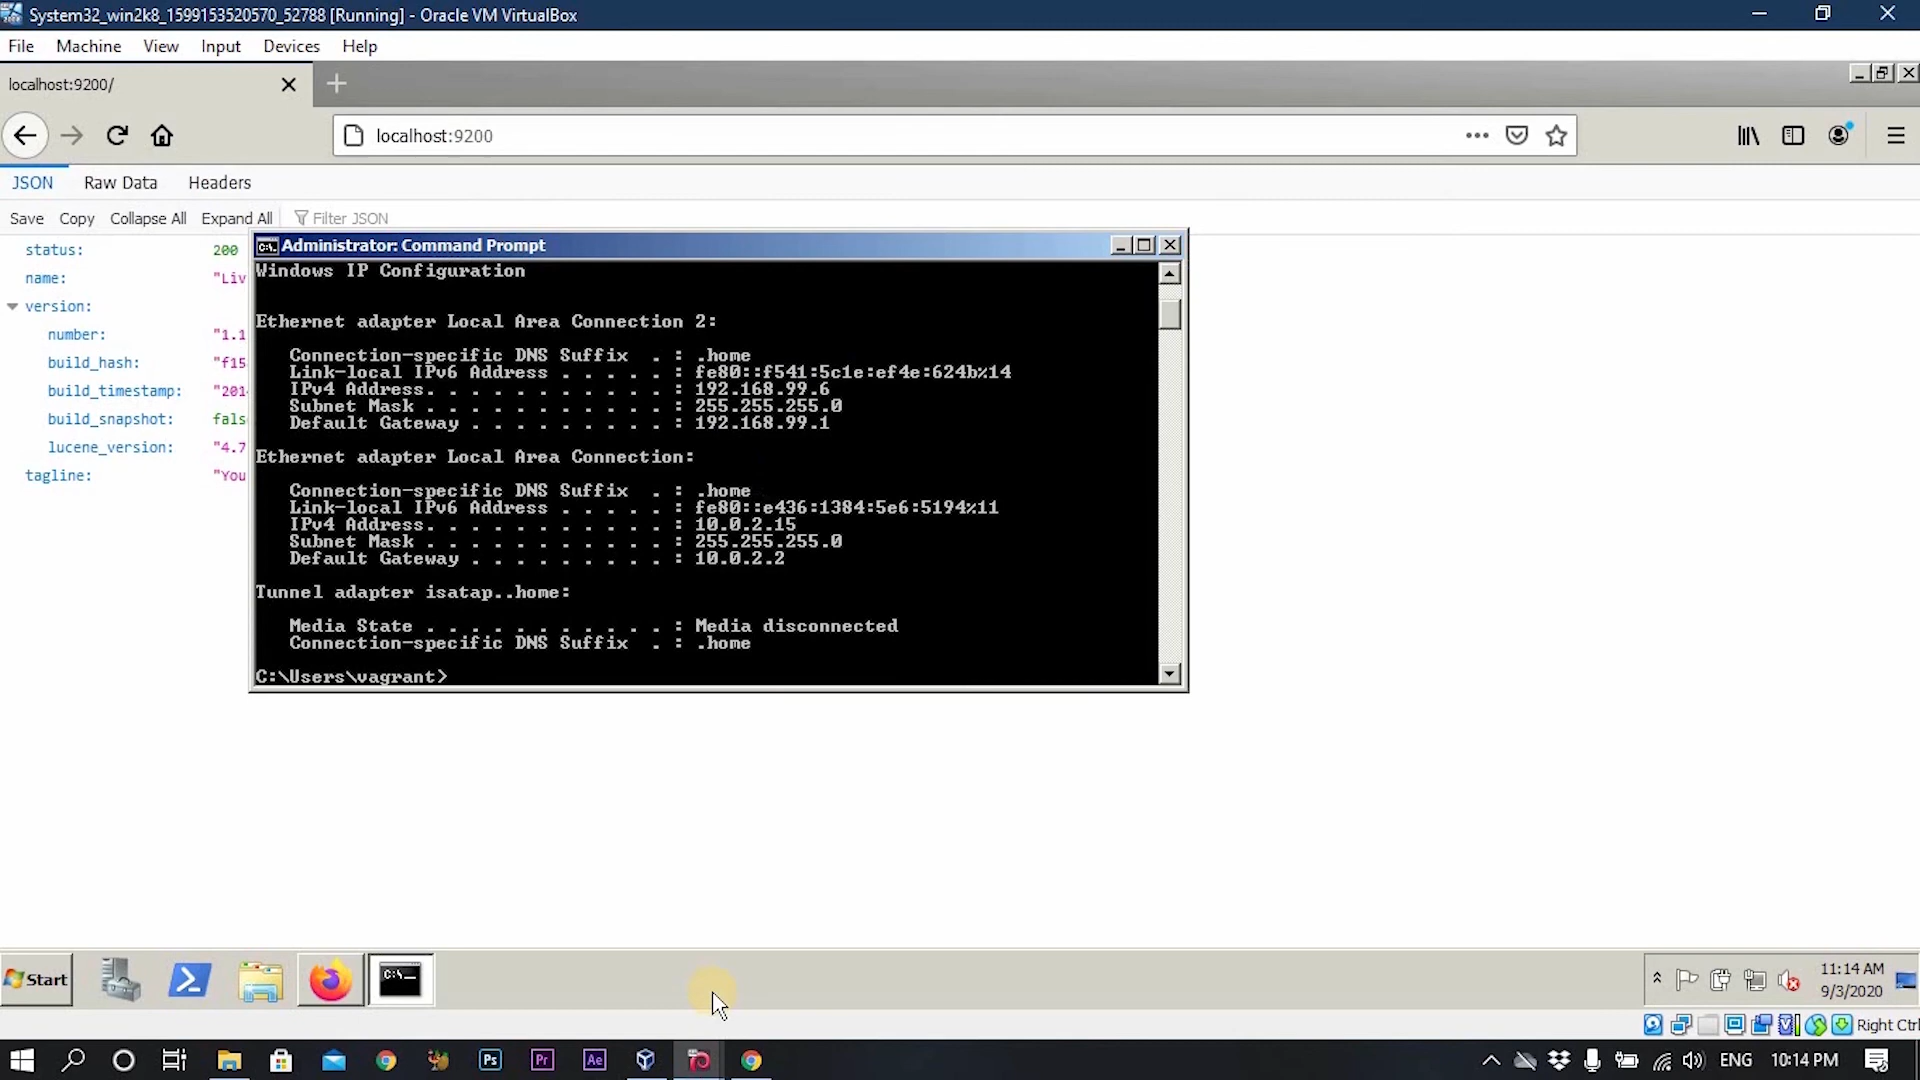 System32_win2k8_1599153520570_52788 [Running] - Oracle VM VirtualBox
File Machine View Input Devices Help
localhost:9200/
localhost:9200
JSON Raw Data Headers
Save Copy Collapse All Expand All Filter JSON
status: 200
name: "Liv
version:
number: "1.1
build_hash: "f15
build_timestamp: "201
build_snapshot: fals
lucene_version: "4.7
tagline: "You
Administrator: Command Prompt
Windows IP Configuration
Ethernet adapter Local Area Connection 2:
Connection-specific DNS Suffix . : .home
Link-local IPv6 Address . . . . . : fe80::f541:5c1e:ef4e:624b%14
IPv4 Address. . . . . . . . . . . : 192.168.99.6
Subnet Mask . . . . . . . . . . . : 255.255.255.0
Default Gateway . . . . . . . . . : 192.168.99.1
Ethernet adapter Local Area Connection:
Connection-specific DNS Suffix . : .home
Link-local IPv6 Address . . . . . : fe80::e436:1384:5e6:5194%11
IPv4 Address. . . . . . . . . . . : 10.0.2.15
Subnet Mask . . . . . . . . . . . : 255.255.255.0
Default Gateway . . . . . . . . . : 10.0.2.2
Tunnel adapter isatap..home:
Media State . . . . . . . . . . . : Media disconnected
Connection-specific DNS Suffix . : .home
C:\Users\vagrant>
Start
11:14 AM
9/3/2020
Right Ctrl
Ps Pr Ae
ENG 10:14 PM